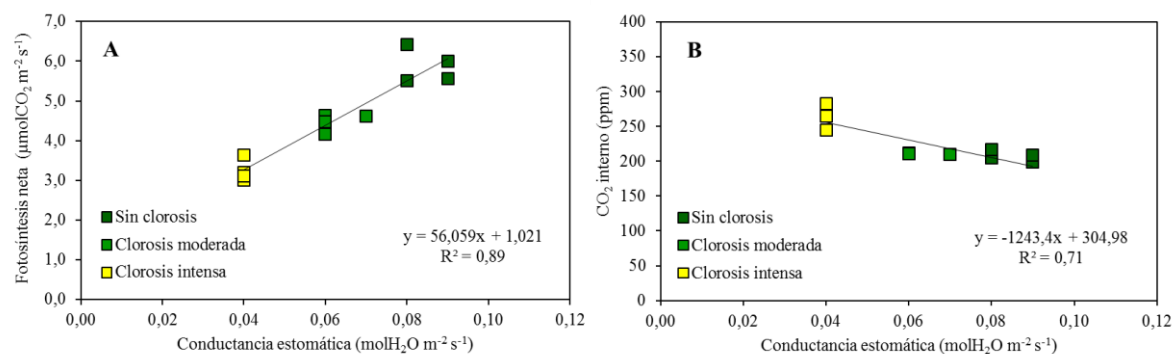 A
Fotosíntesis neta (µmolCO₂ m⁻² s⁻¹)
7,0
6,0
5,0
4,0
3,0
2,0
1,0
0,0
Sin clorosis
Clorosis moderada
Clorosis intensa
y = 56,059x + 1,021
R² = 0,89
0,00 0,02 0,04 0,06 0,08 0,10 0,12
Conductancia estomática (molH₂O m⁻² s⁻¹)
B
CO₂ interno (ppm)
400
350
300
250
200
150
100
50
0
Sin clorosis
Clorosis moderada
Clorosis intensa
y = -1243,4x + 304,98
R² = 0,71
0,00 0,02 0,04 0,06 0,08 0,10 0,12
Conductancia estomática (molH₂O m⁻² s⁻¹)